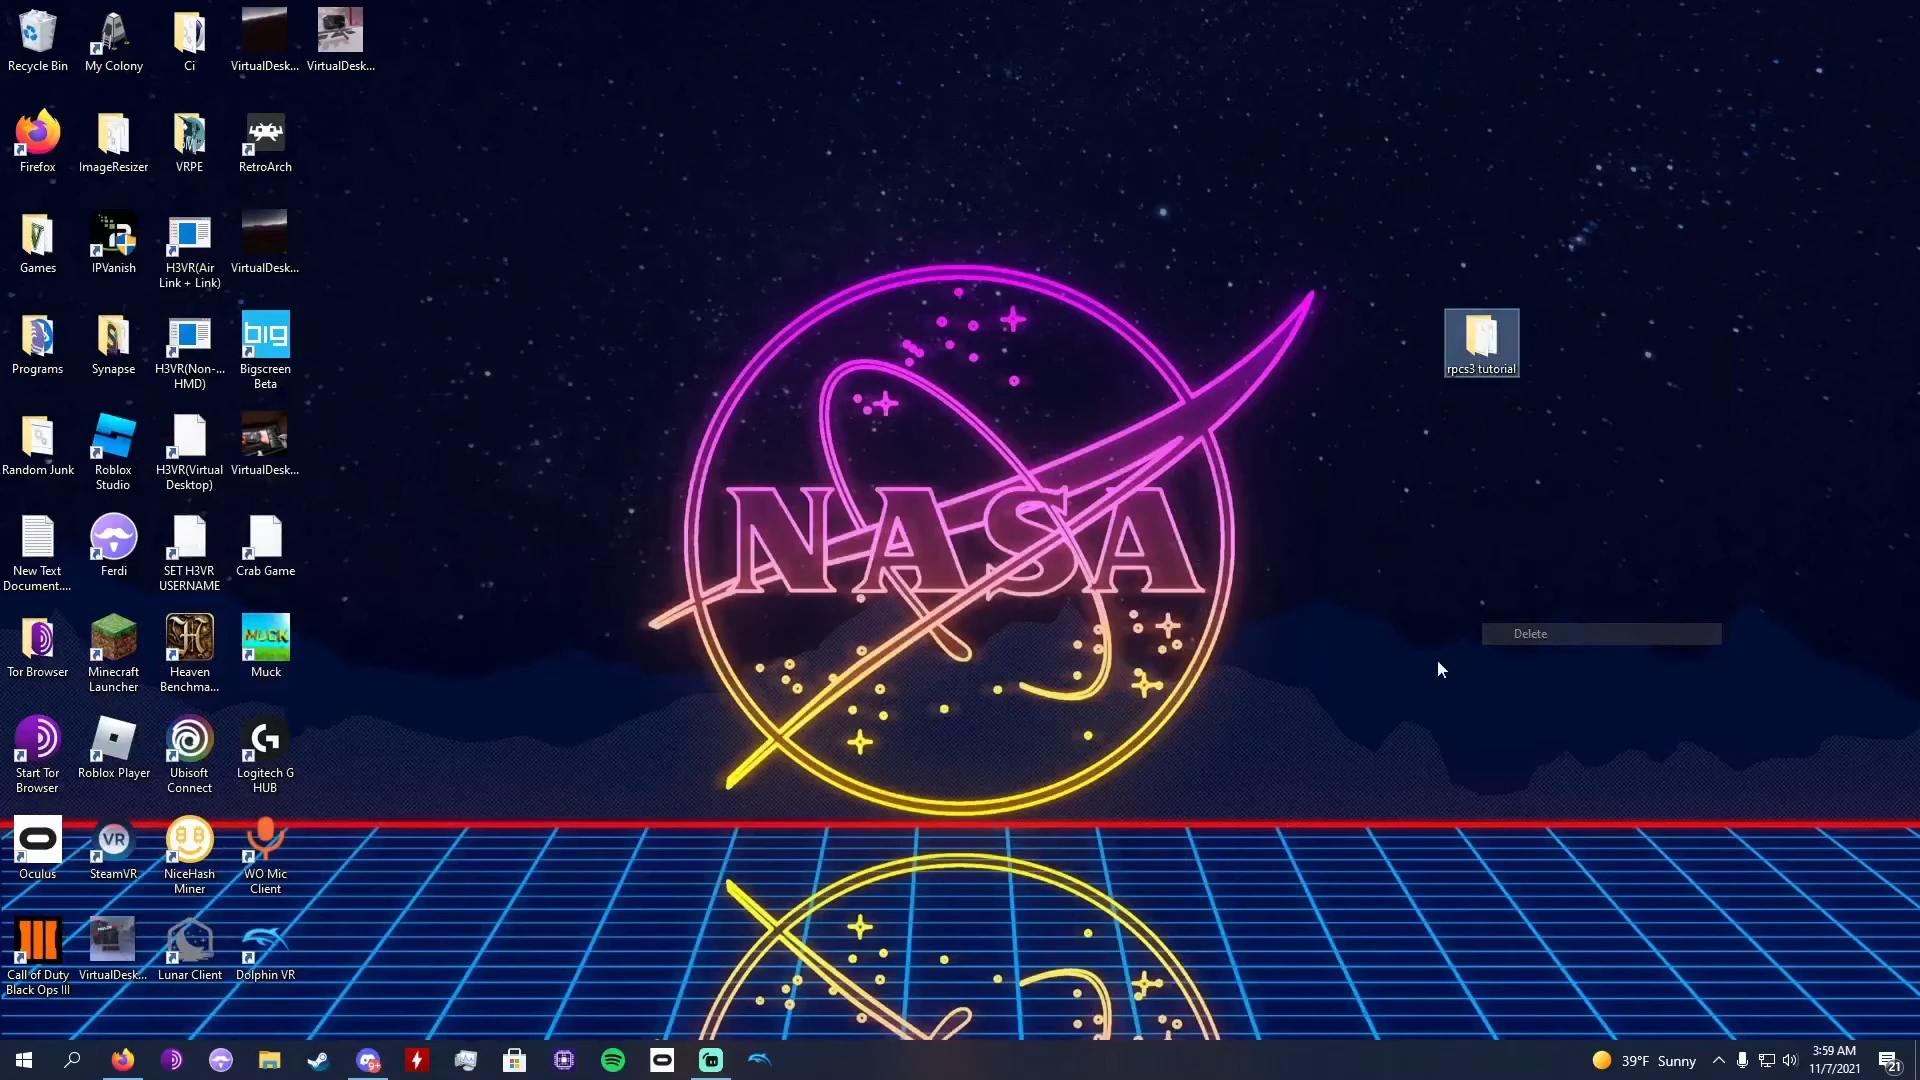 Recycle Bin
My Colony
Ci
VirtualDesk...
VirtualDesk...
Firefox
ImageResizer
VRPE
RetroArch
Games
IPVanish
H3VR(Air
Link + Link)
VirtualDesk...
Programs
Synapse
H3VR(Non-...
HMD)
big
Bigscreen
Beta
Random Junk
Roblox
Studio
H3VR(Virtual
Desktop)
VirtualDesk...
New Text
Document....
Ferdi
SET H3VR
USERNAME
Crab Game
Tor Browser
Minecraft
Launcher
Heaven
Benchma...
MUCK
Muck
Start Tor
Browser
Roblox Player
Ubisoft
Connect
Logitech G
HUB
Oculus
VR
SteamVR
NiceHash
Miner
WO Mic
Client
Call of Duty
Black Ops III
VirtualDesk...
Lunar Client
Dolphin VR
NASA
rpcs3 tutorial
Delete
9+
39°F Sunny
3:59 AM
11/7/2021
21